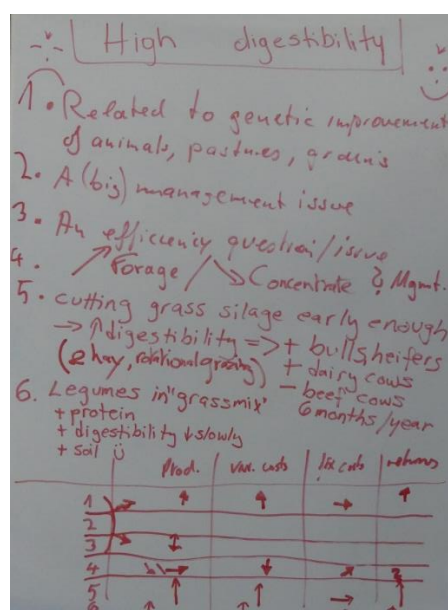 High digestibility
1. Related to genetic improvement
of animals, pastures, grains
2. A (big) management issue
3. An efficiency question/issue
4. ↗ Forage / ↘ Concentrate & Mgmt.
5. cutting grass silage early enough
→ ↑digestibility => + bulls, heifers
(& hay, rotational grazing) + dairy cows
- beef cows
6 months/year
6. Legumes in "grassmix"
+ protein
+ digestibility ↓ slowly
+ soil ü
Prod. var. costs fix costs returns
1 → ↑ ↑ → ↑
2
3 → ↕
4 → ↓
5 ↑ ↑ → ↑